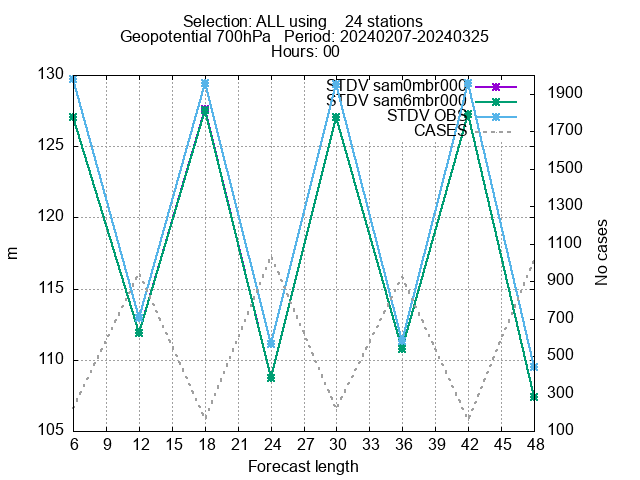 Selection: ALL using    24 stations
Geopotential 700hPa   Period: 20240207-20240325
Hours: 00
STDV sam0mbr000
STDV sam6mbr000
STDV OBS
CASES
130
125
120
115
110
105
m
1900
1700
1500
1300
1100
900
700
500
300
100
No cases
6 9 12 15 18 21 24 27 30 33 36 39 42 45 48
Forecast length